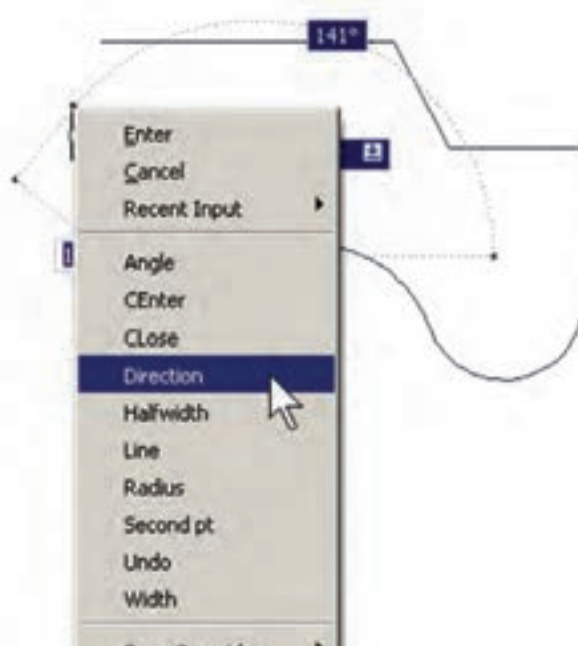 141°
Enter
Cancel
Recent Input
Angle
CEnter
CLose
Direction
Halfwidth
Line
Radius
Second pt
Undo
Width